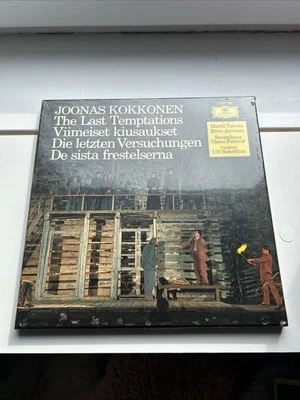 JOONAS KOKKONEN
The Last Temptations
Viimeiset kiusaukset
Die letzten Versuchungen
De sista frestelserna
Martti Talvela
Ritva Auvinen
Savonlinna
Opera Festival
Ulf Söderblom